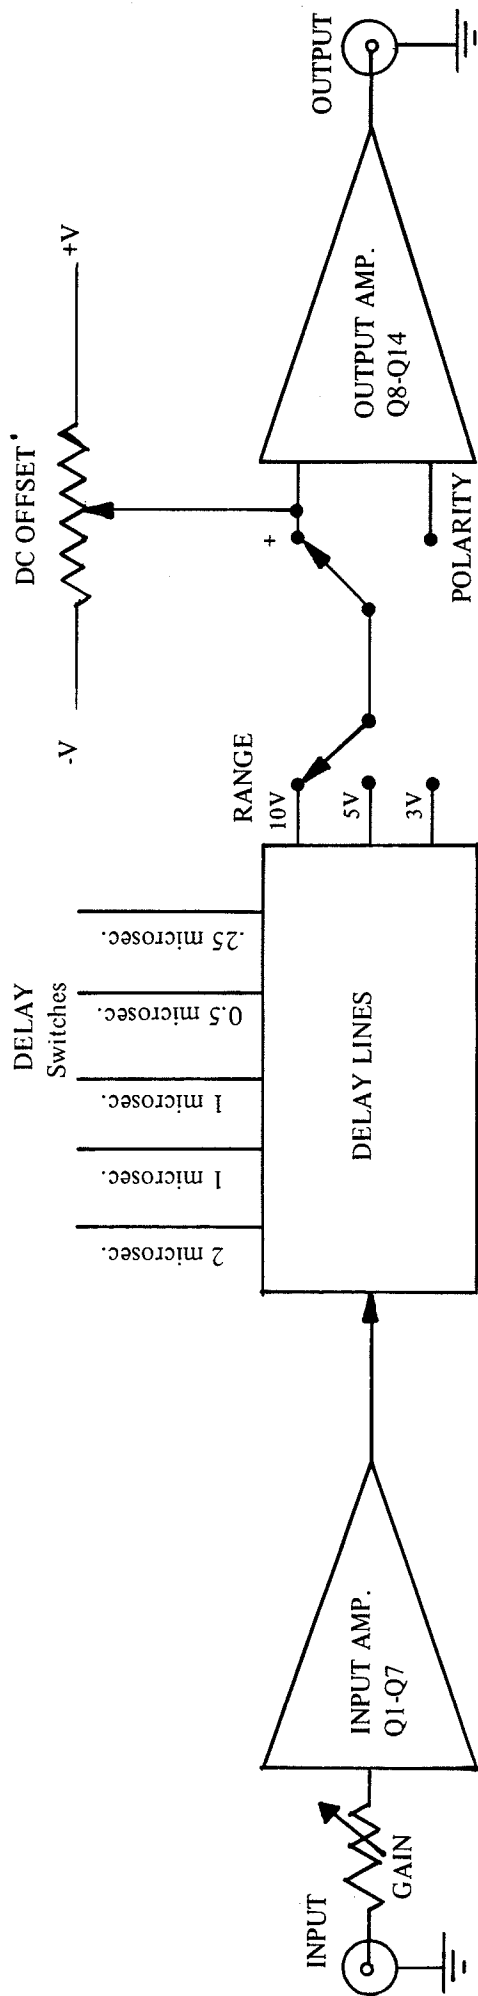 DC OFFSET
-V
+V
DELAY
Switches
2 microsec.
1 microsec.
1 microsec.
0.5 microsec.
.25 microsec.
RANGE
10V
5V
3V
+
POLARITY
INPUT
GAIN
INPUT AMP.
Q1-Q7
DELAY LINES
OUTPUT AMP.
Q8-Q14
OUTPUT